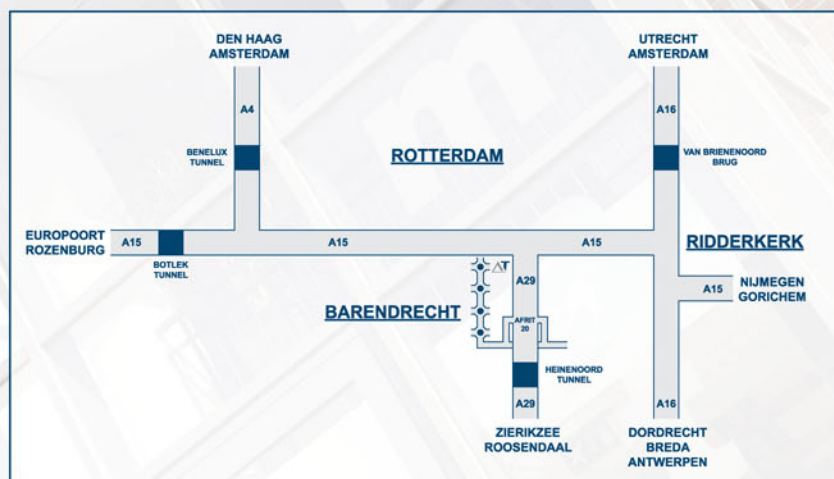 DEN HAAG
AMSTERDAM
UTRECHT
AMSTERDAM
A4
A16
BENELUX
TUNNEL
ROTTERDAM
VAN BRIENENOORD
BRUG
EUROPOORT
ROZENBURG
A15
BOTLEK
TUNNEL
A15
A15
RIDDERKERK
AT
A29
NIJMEGEN
GORICHEM
A15
BARENDRECHT
AFRIT
20
HEINENOORD
TUNNEL
A29
A16
ZIERIKZEE
ROOSENDAAL
DORDRECHT
BREDA
ANTWERPEN